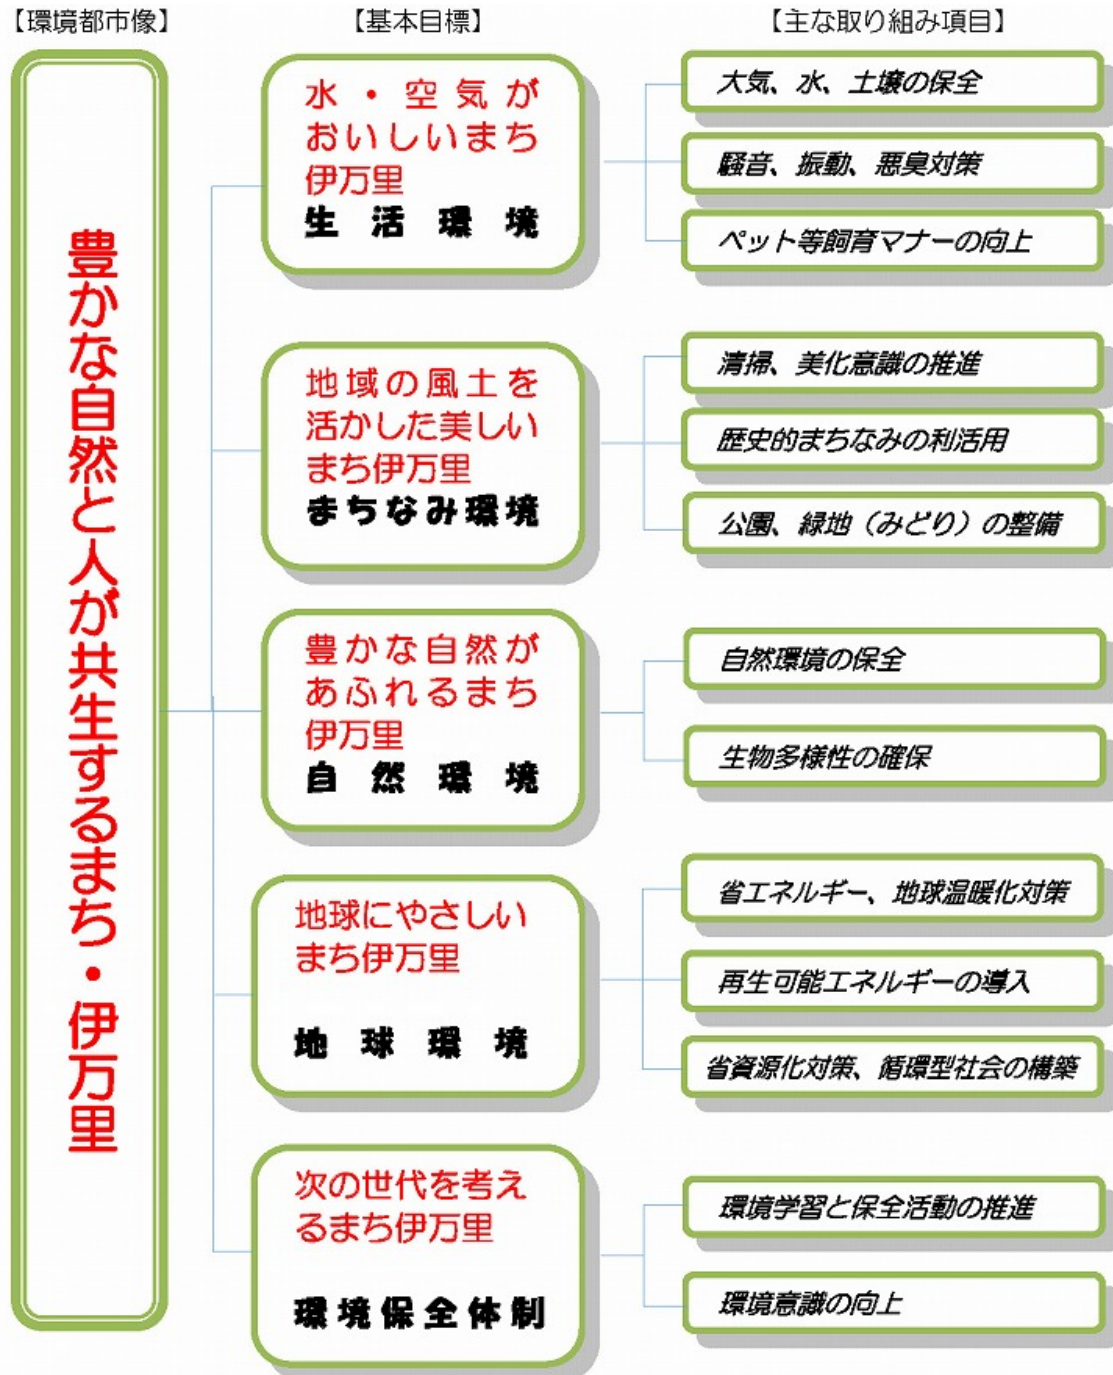 【環境都市像】
【基本目標】
【主な取り組み項目】
豊かな自然と人が共生するまち・伊万里
水・空気が
おいしいまち
伊万里
生活環境
大気、水、土壌の保全
騒音、振動、悪臭対策
ペット等飼育マナーの向上
地域の風土を
活かした美しい
まち伊万里
まちなみ環境
清掃、美化意識の推進
歴史的まちなみの利活用
公園、緑地（みどり）の整備
豊かな自然が
あふれるまち
伊万里
自然環境
自然環境の保全
生物多様性の確保
地球にやさしい
まち伊万里
地球環境
省エネルギー、地球温暖化対策
再生可能エネルギーの導入
省資源化対策、循環型社会の構築
次の世代を考え
るまち伊万里
環境保全体制
環境学習と保全活動の推進
環境意識の向上